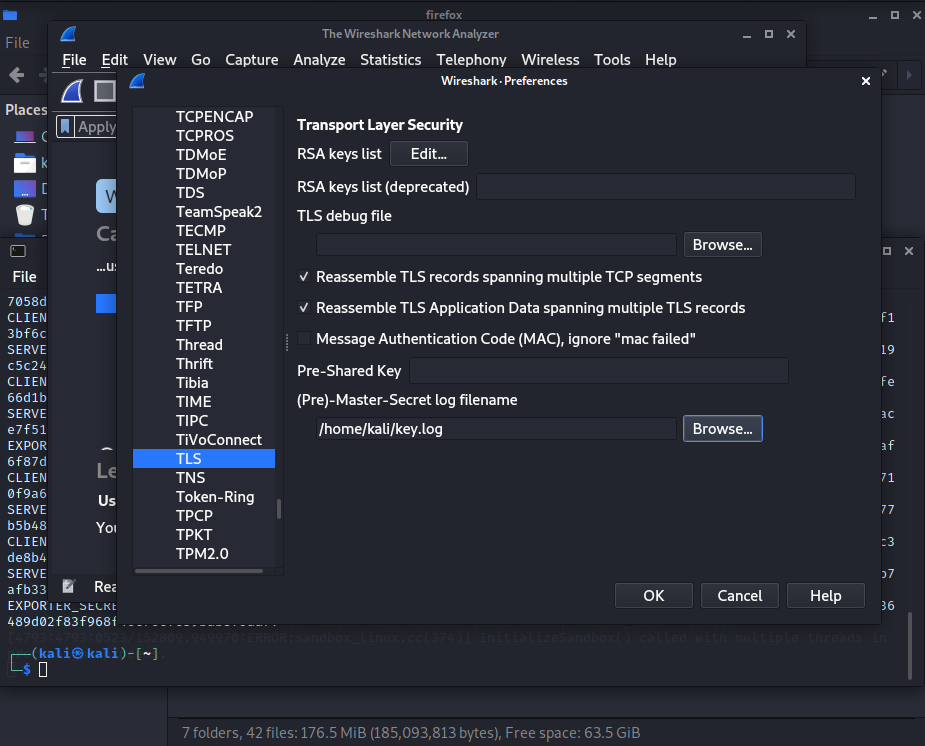 firefox
File
The Wireshark Network Analyzer
File Edit View Go Capture Analyze Statistics Telephony Wireless Tools Help
Wireshark · Preferences
Places
Apply
TCPENCAP
TCPROS
TDMoE
TDMoP
TDS
TeamSpeak2
TECMP
TELNET
Teredo
TETRA
TFP
TFTP
Thread
Thrift
Tibia
TIME
TIPC
TiVoConnect
TLS
TNS
Token-Ring
TPCP
TPKT
TPM2.0
Transport Layer Security
RSA keys list Edit...
RSA keys list (deprecated)
TLS debug file
Browse...
Reassemble TLS records spanning multiple TCP segments
Reassemble TLS Application Data spanning multiple TLS records
Message Authentication Code (MAC), ignore "mac failed"
Pre-Shared Key
(Pre)-Master-Secret log filename
/home/kali/key.log Browse...
OK Cancel Help
W
Ca
...us
Le
Us
You
Rea
File
7058d
CLIEN f1
3bf6c
SERVE 19
c5c24
CLIEN fe
66d1b
SERVE ac
e7f51
EXPOR af
6f87d
CLIEN 71
0f9a6
SERVE 77
b5b48
CLIEN c3
de8b4
SERVE b7
afb33
EXPORTER_SECRE 36
489d02f83f968f
[4793:4793:0523/152809.949970:ERROR:sandbox_linux.cc(374)] InitializeSandbox() called with multiple threads in
(kali㉿kali)-[~]
$
7 folders, 42 files: 176.5 MiB (185,093,813 bytes), Free space: 63.5 GiB